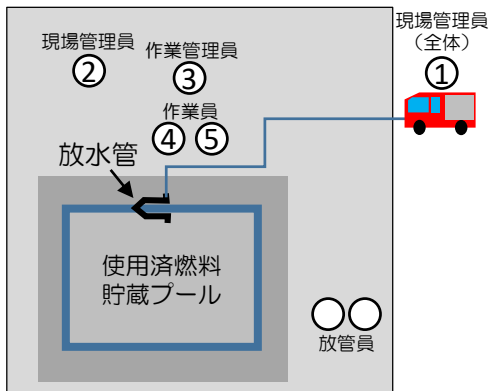 現場管理員
（全体）
①
現場管理員
②
作業管理員
③
作業員
④ ⑤
放水管
使用済燃料
貯蔵プール
放管員